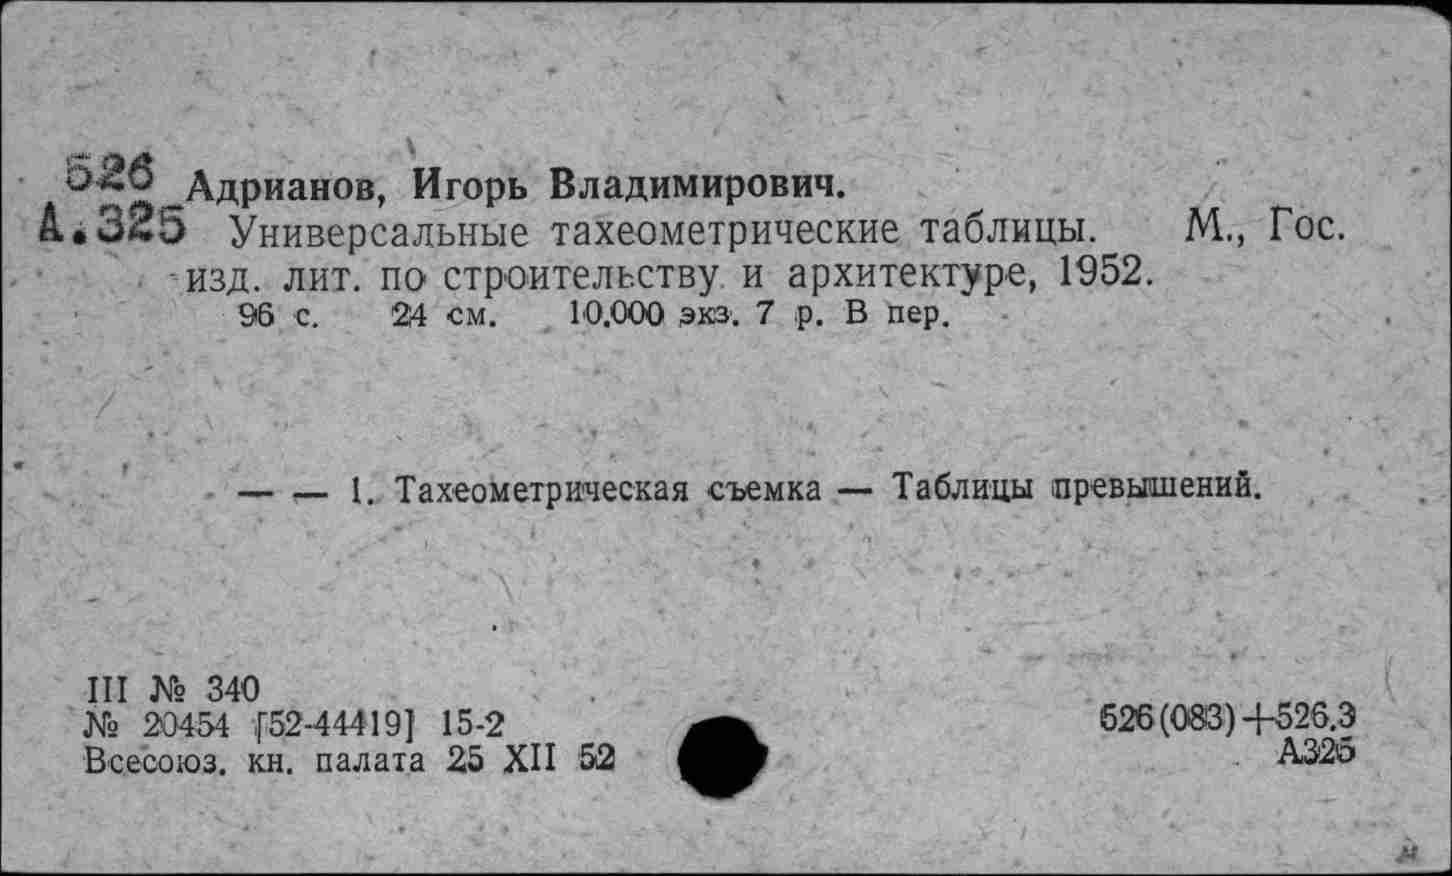 526 Адрианов, Игорь Владимирович.
А.325 Универсальные тахеометрические таблицы. М., Гос.
изд. лит. по строительству и архитектуре, 1952.
96 с. 24 см. 10.000 экз. 7 р. В пер.
— — 1. Тахеометрическая съемка — Таблицы превышений.
III № 340
№ 20454 [52-44419] 15-2
Всесоюз. кн. палата 25 XII 52
526(083)+526.3
А325